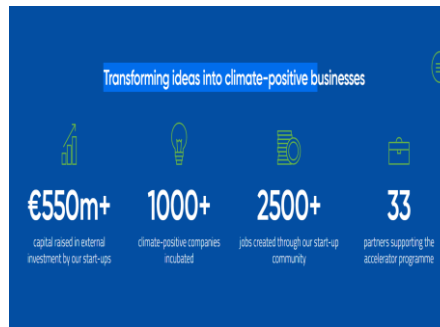 Transforming ideas into climate-positive businesses
€550m+
capital raised in external
investment by our start-ups
1000+
climate-positive companies
incubated
2500+
jobs created through our start-up
community
33
partners supporting the
accelerator programme